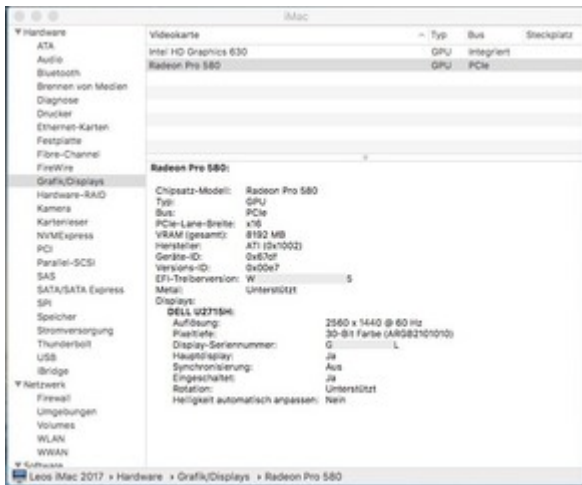 iMac
Hardware
ATA
Audio
Bluetooth
Brennen von Medien
Diagnose
Drucker
Ethernet-Karten
Festplatte
Fibre-Channel
FireWire
Grafik/Displays
Hardware-RAID
Kamera
Kartenleser
NVMExpress
PCI
Parallel-SCSI
SAS
SATA/SATA Express
SPI
Speicher
Stromversorgung
Thunderbolt
USB
iBridge
Netzwerk
Firewall
Umgebungen
Volumes
WLAN
WWAN
Software
Videokarte Typ Bus Steckplatz
Intel HD Graphics 630 GPU Integriert
Radeon Pro 580 GPU PCIe
Radeon Pro 580:
Chipsatz-Modell: Radeon Pro 580
Typ: GPU
Bus: PCIe
PCIe-Lane-Breite: x16
VRAM (gesamt): 8192 MB
Hersteller: ATI (0x1002)
Geräte-ID: 0x67df
Versions-ID: 0x00e7
EFI-Treiberversion: W 5
Metal: Unterstützt
Displays:
DELL U2715H:
Auflösung: 2560 x 1440 @ 60 Hz
Pixeltiefe: 30-Bit Farbe (ARGB2101010)
Display-Seriennummer: G L
Hauptdisplay: Ja
Synchronisierung: Aus
Eingeschaltet: Ja
Rotation: Unterstützt
Helligkeit automatisch anpassen: Nein
Leos iMac 2017 › Hardware › Grafik/Displays › Radeon Pro 580